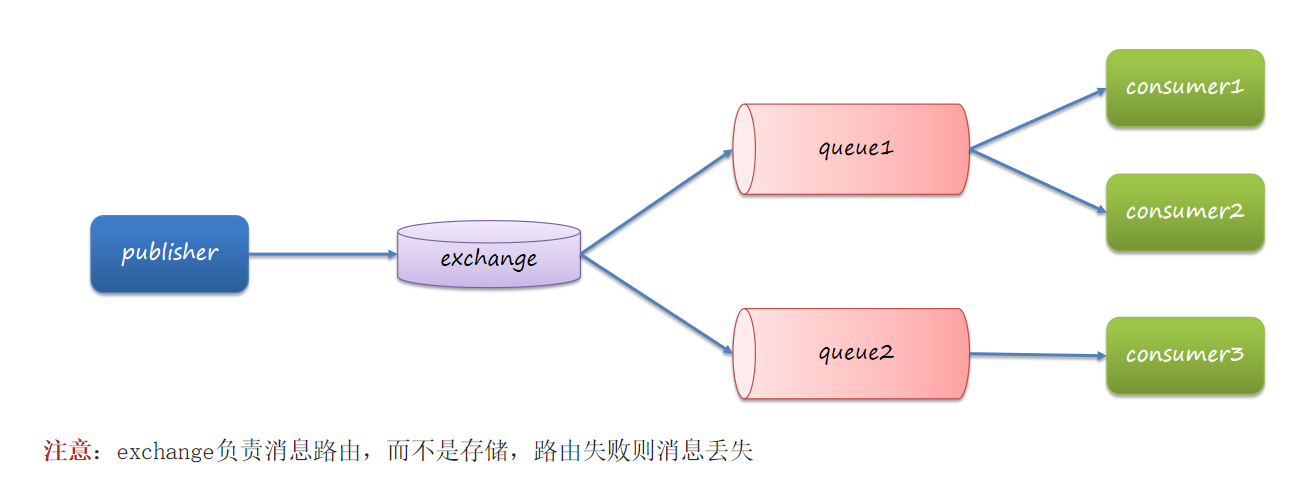 consumer1
queue1
consumer2
publisher
exchange
queue2
consumer3
注意：exchange负责消息路由，而不是存储，路由失败则消息丢失